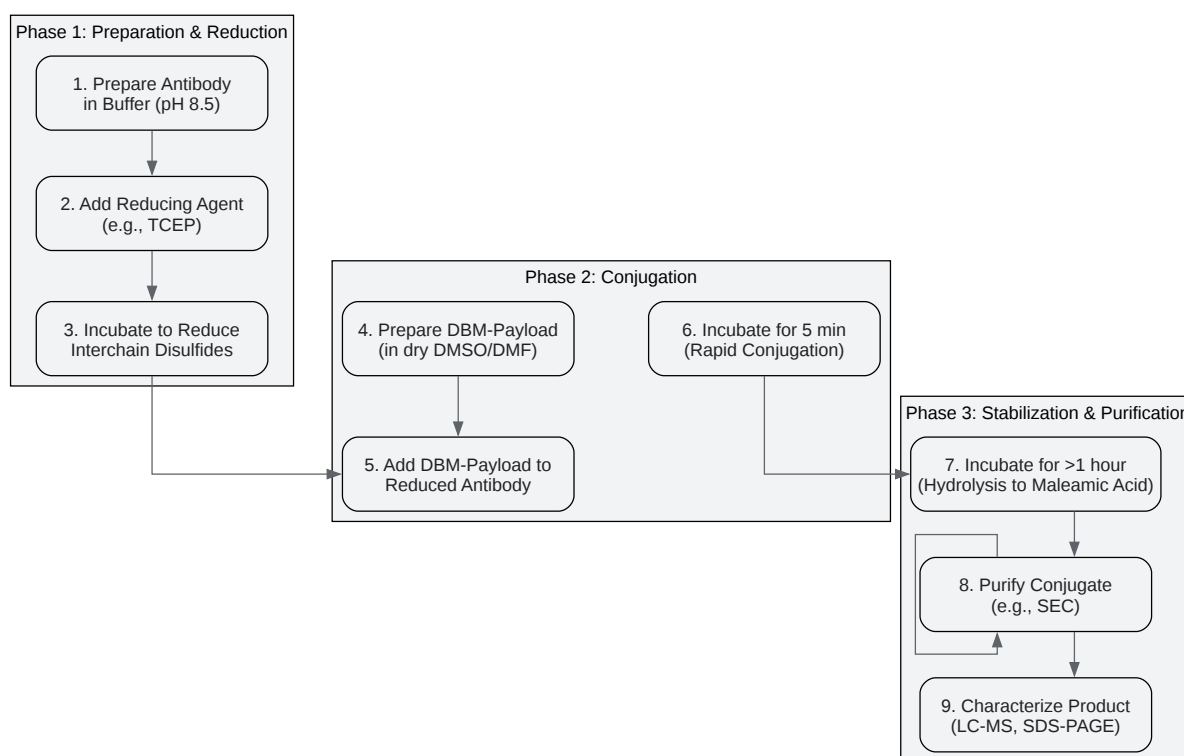 Phase 1: Preparation & Reduction
1. Prepare Antibody
in Buffer (pH 8.5)
2. Add Reducing Agent
(e.g., TCEP)
3. Incubate to Reduce
Interchain Disulfides
Phase 2: Conjugation
4. Prepare DBM-Payload
(in dry DMSO/DMF)
5. Add DBM-Payload to
Reduced Antibody
6. Incubate for 5 min
(Rapid Conjugation)
Phase 3: Stabilization & Purification
7. Incubate for >1 hour
(Hydrolysis to Maleamic Acid)
8. Purify Conjugate
(e.g., SEC)
9. Characterize Product
(LC-MS, SDS-PAGE)